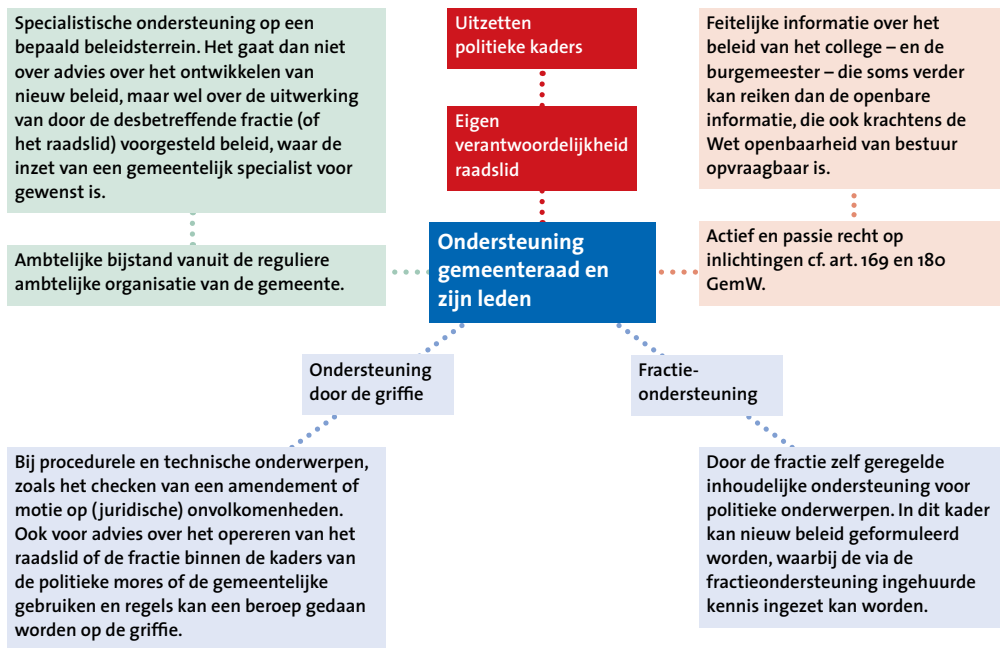 Specialistische ondersteuning op een
bepaald beleidsterrein. Het gaat dan niet
over advies over het ontwikkelen van
nieuw beleid, maar wel over de uitwerking
van door de desbetreffende fractie (of
het raadslid) voorgesteld beleid, waar de
inzet van een gemeentelijk specialist voor
gewenst is.
Uitzetten
politieke kaders
Eigen
verantwoordelijkheid
raadslid
Feitelijke informatie over het
beleid van het college – en de
burgemeester – die soms verder
kan reiken dan de openbare
informatie, die ook krachtens de
Wet openbaarheid van bestuur
opvraagbaar is.
Ambtelijke bijstand vanuit de reguliere
ambtelijke organisatie van de gemeente.
Ondersteuning
gemeenteraad en
zijn leden
Actief en passie recht op
inlichtingen cf. art. 169 en 180
GemW.
Ondersteuning
door de griffie
Fractie-
ondersteuning
Bij procedurele en technische onderwerpen,
zoals het checken van een amendement of
motie op (juridische) onvolkomenheden.
Ook voor advies over het opereren van het
raadslid of de fractie binnen de kaders van
de politieke mores of de gemeentelijke
gebruiken en regels kan een beroep gedaan
worden op de griffie.
Door de fractie zelf geregelde
inhoudelijke ondersteuning voor
politieke onderwerpen. In dit kader
kan nieuw beleid geformuleerd
worden, waarbij de via de
fractieondersteuning ingehuurde
kennis ingezet kan worden.